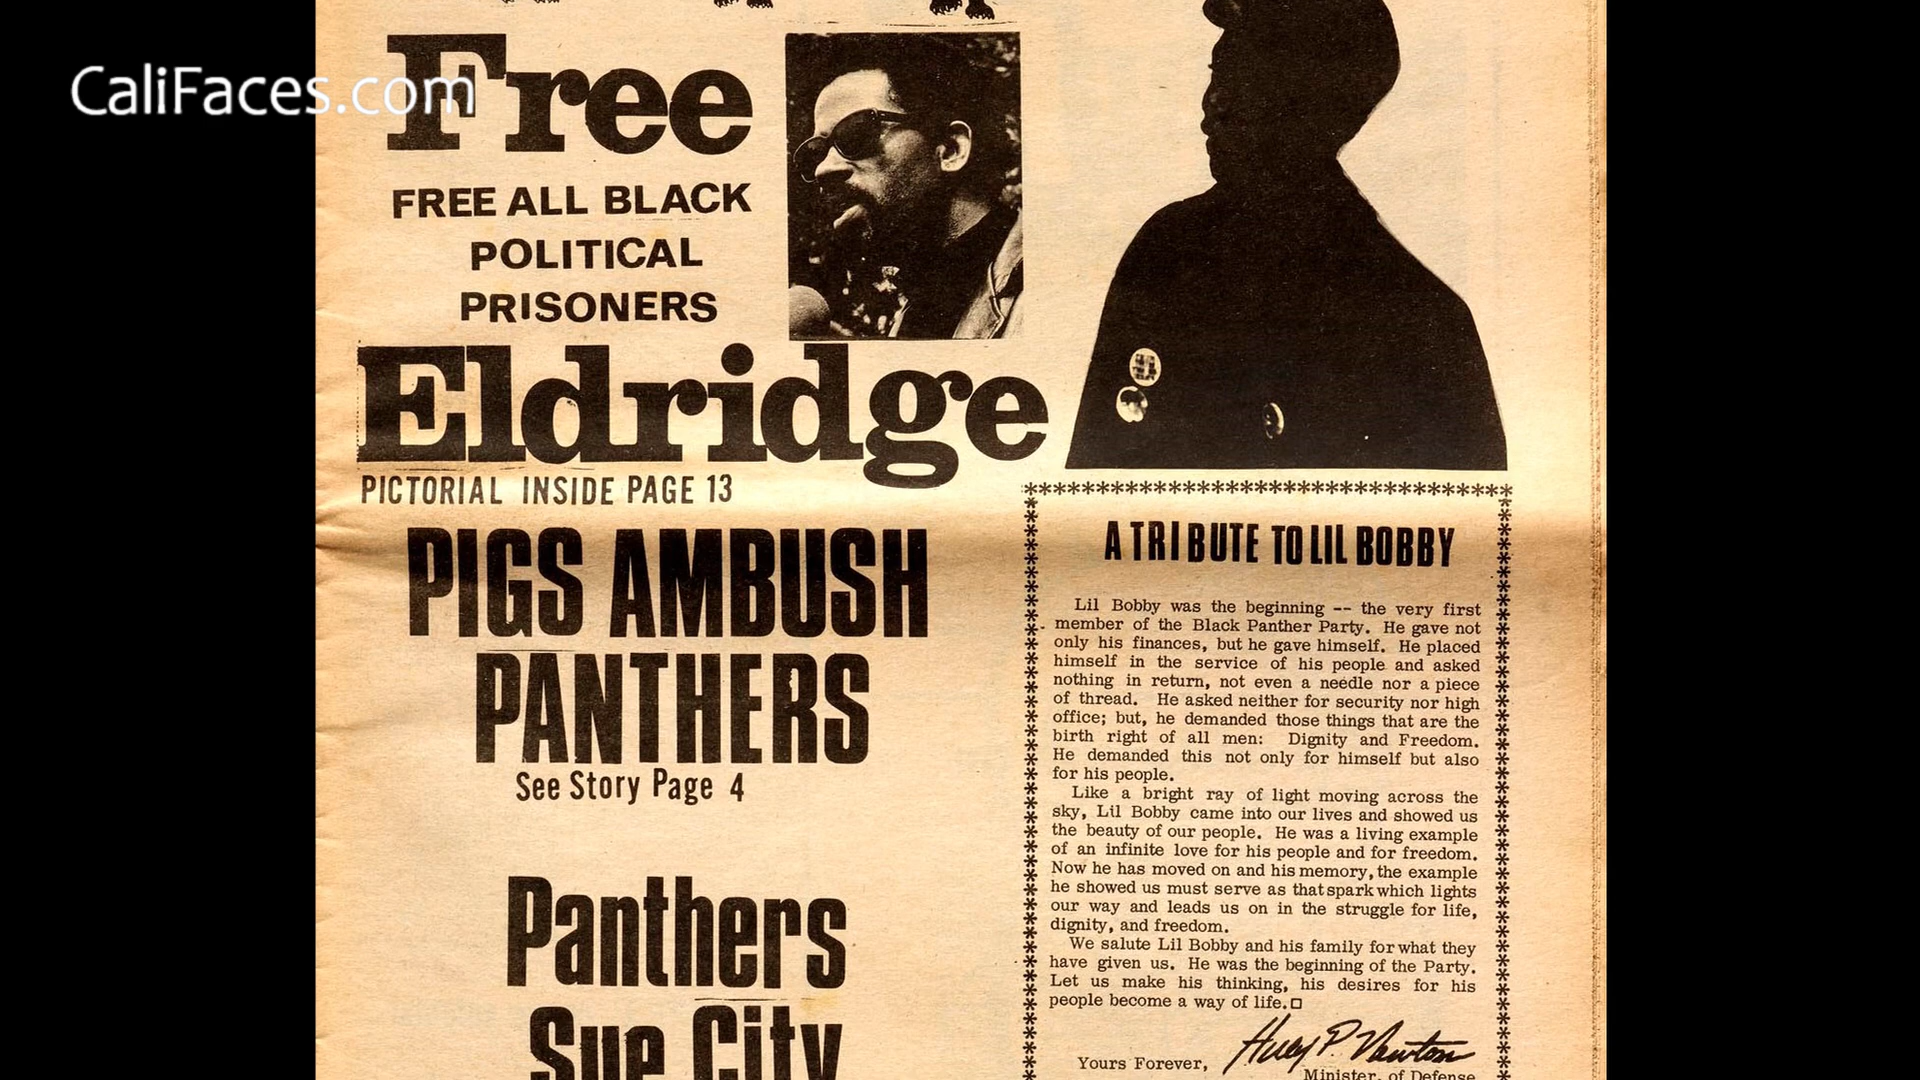 CaliFaces.com
Free
FREE ALL BLACK
POLITICAL
PRISONERS
Eldridge
PICTORIAL INSIDE PAGE 13
PIGS AMBUSH
PANTHERS
See Story Page 4
Panthers
Sue City
A TRIBUTE TO LIL BOBBY
Lil Bobby was the beginning -- the very first
member of the Black Panther Party. He gave not
only his finances, but he gave himself. He placed
himself in the service of his people and asked
nothing in return, not even a needle nor a piece
of thread. He asked neither for security nor high
office; but, he demanded those things that are the
birth right of all men: Dignity and Freedom.
He demanded this not only for himself but also
for his people.
Like a bright ray of light moving across the
sky, Lil Bobby came into our lives and showed us
the beauty of our people. He was a living example
of an infinite love for his people and for freedom.
Now he has moved on and his memory, the example
he showed us must serve as that spark which lights
our way and leads us on in the struggle for life,
dignity, and freedom.
We salute Lil Bobby and his family for what they
have given us. He was the beginning of the Party.
Let us make his thinking, his desires for his
people become a way of life.
Yours Forever, Huey P. Newton
Minister, of Defense